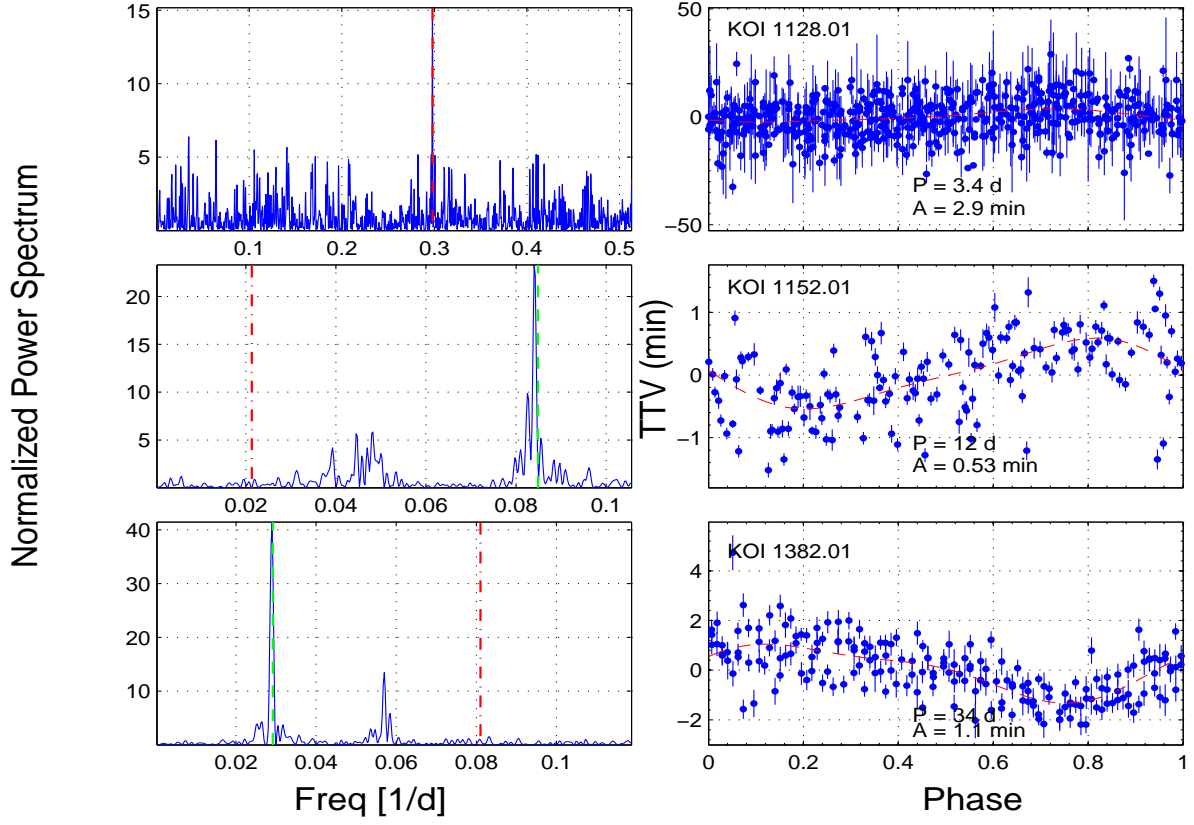 Normalized Power Spectrum
15
10
5
0.1 0.2 0.3 0.4 0.5
50
0
−50
KOI 1128.01
P = 3.4 d
A = 2.9 min
20
15
10
5
0.02 0.04 0.06 0.08 0.1
TTV (min)
1
0
−1
KOI 1152.01
P = 12 d
A = 0.53 min
40
30
20
10
0.02 0.04 0.06 0.08 0.1
Freq [1/d]
4
2
0
−2
KOI 1382.01
P = 34 d
A = 1.1 min
0 0.2 0.4 0.6 0.8 1
Phase